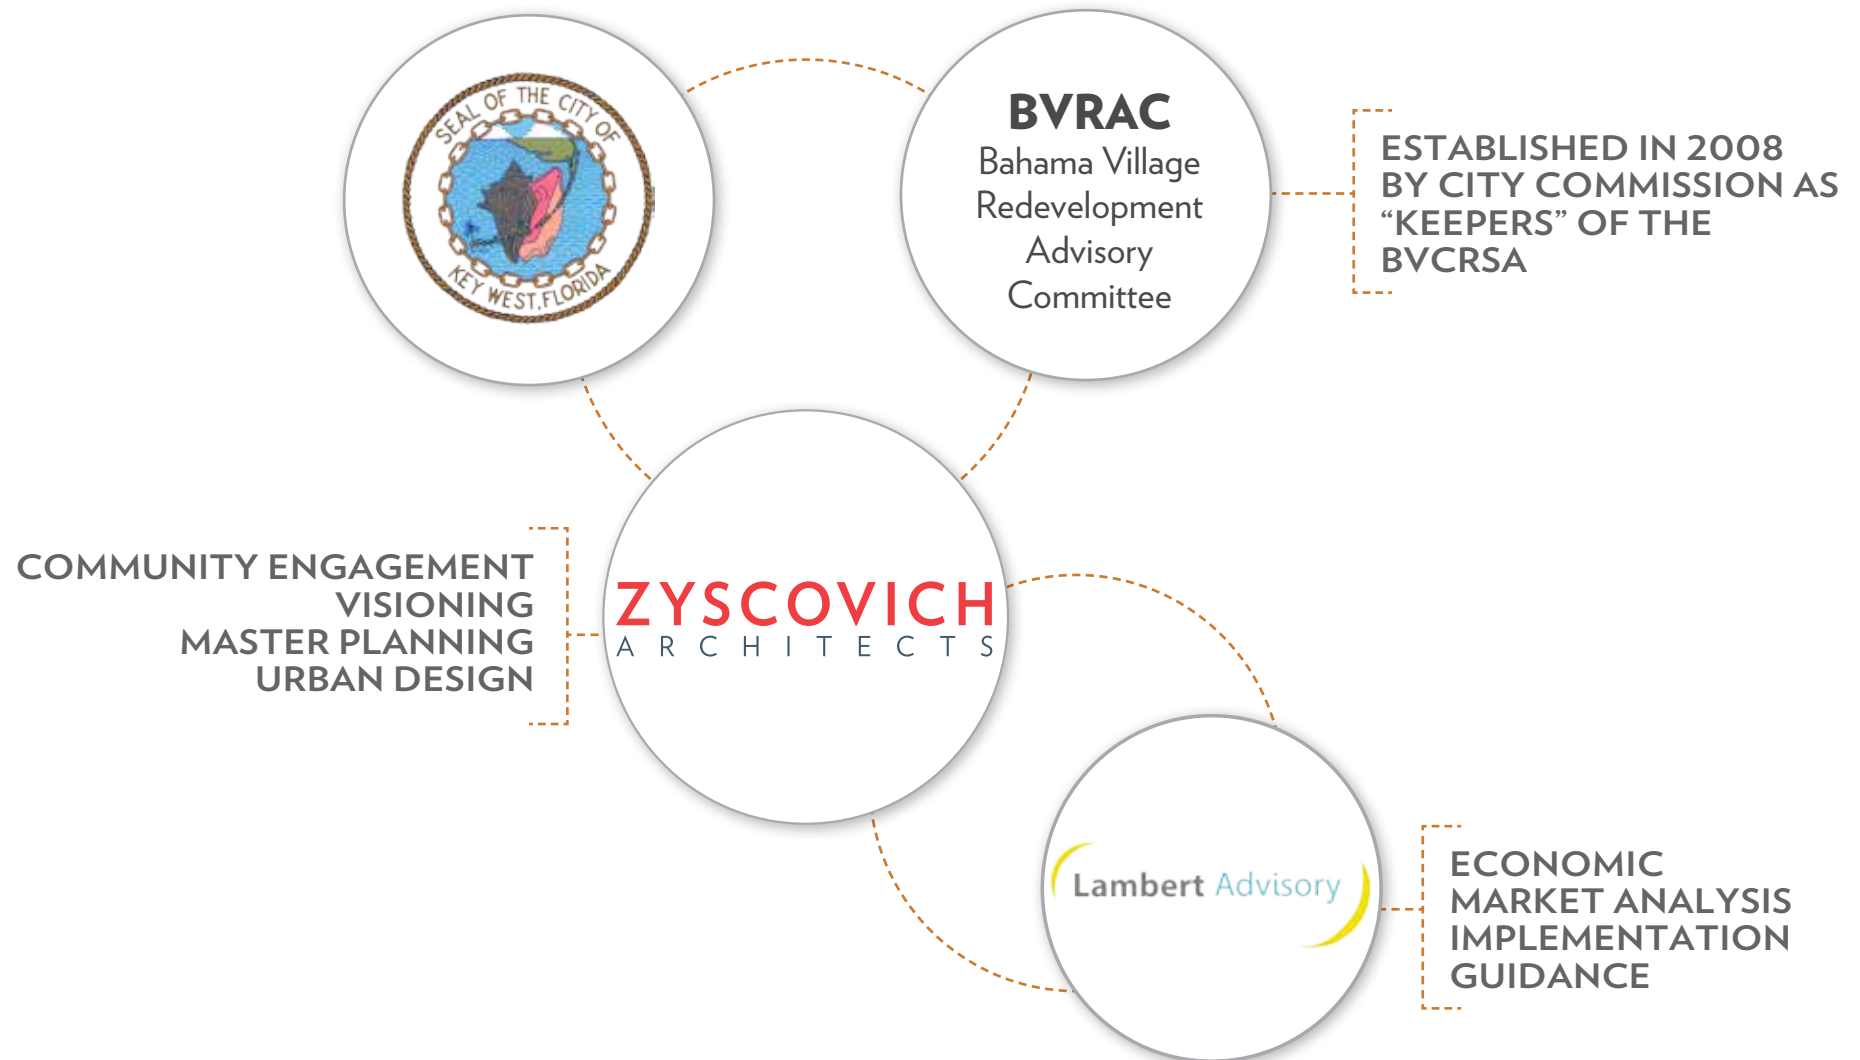 SEAL OF THE CITY OF
KEY WEST, FLORIDA
BVRAC
Bahama Village
Redevelopment
Advisory
Committee
ESTABLISHED IN 2008
BY CITY COMMISSION AS
“KEEPERS” OF THE
BVCRSA
COMMUNITY ENGAGEMENT
VISIONING
MASTER PLANNING
URBAN DESIGN
ZYSCOVICH
ARCHITECTS
Lambert Advisory
ECONOMIC
MARKET ANALYSIS
IMPLEMENTATION
GUIDANCE